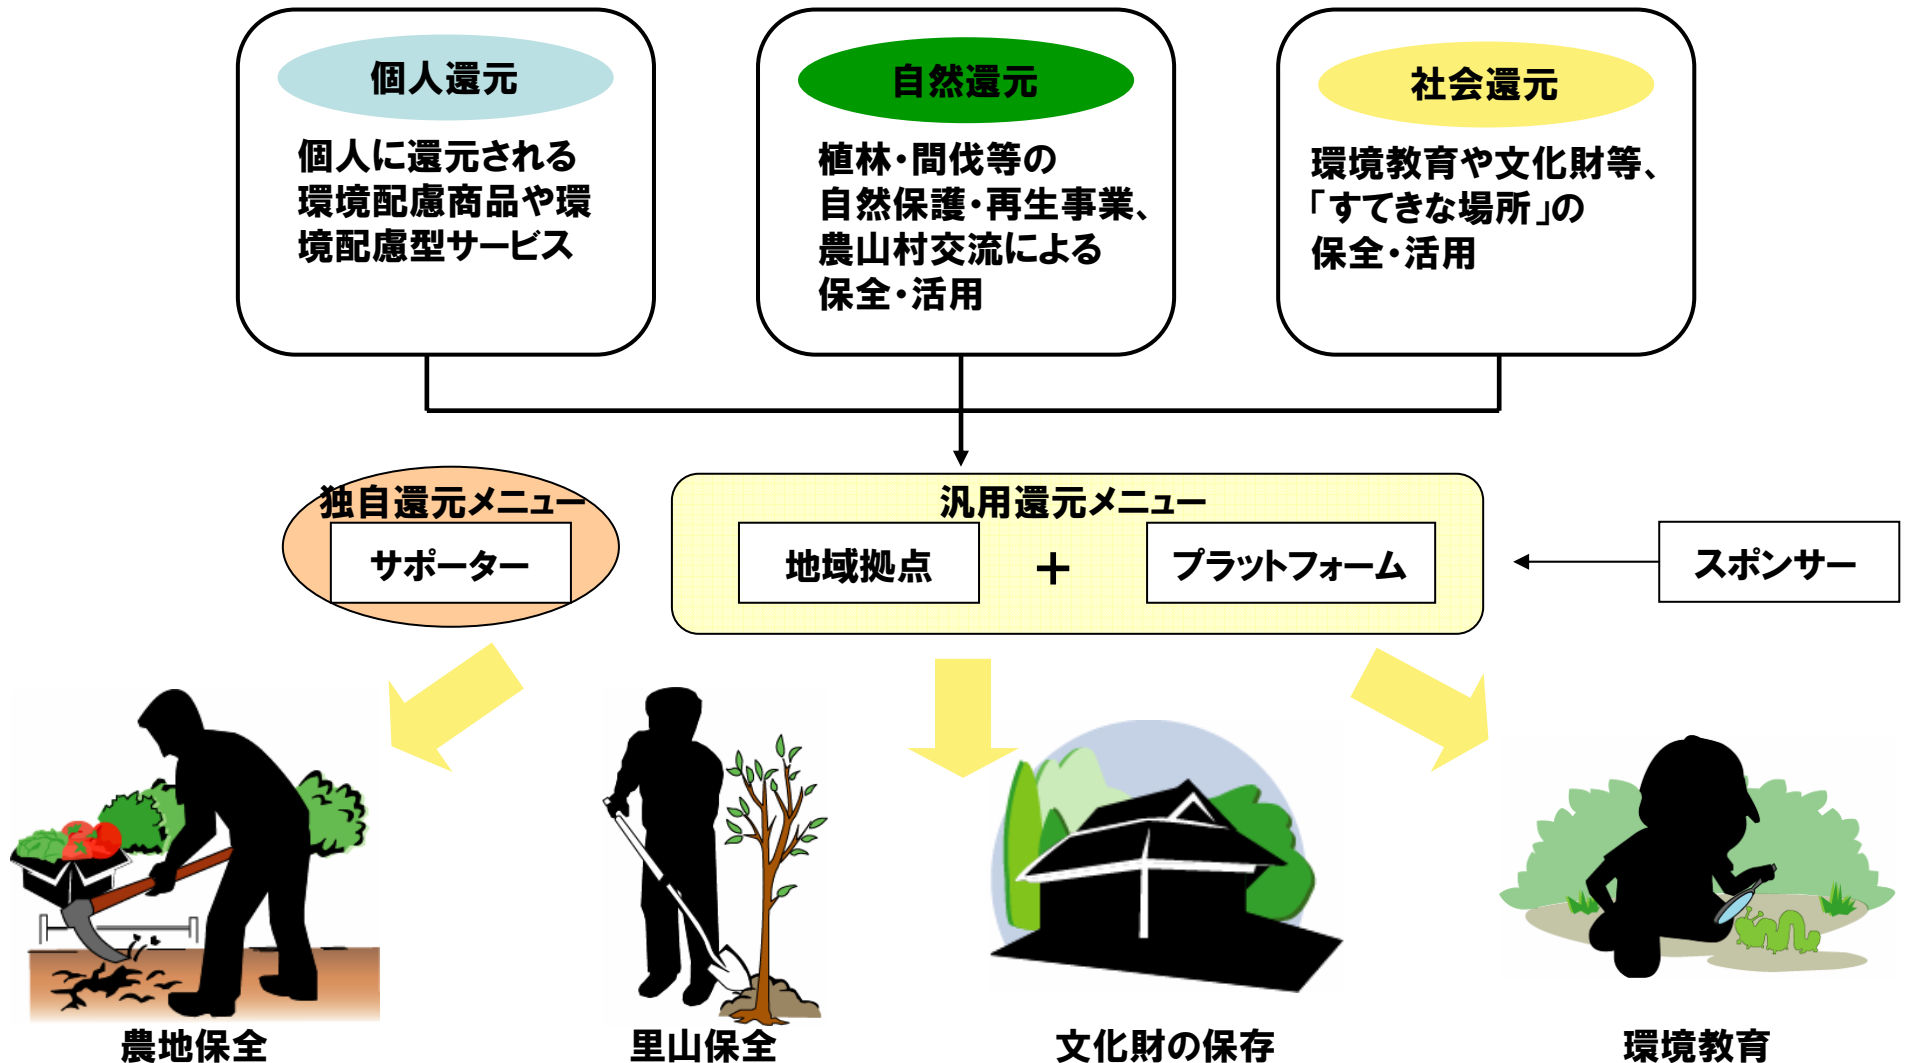 個人還元
個人に還元される
環境配慮商品や環
境配慮型サービス
自然還元
植林・間伐等の
自然保護・再生事業、
農山村交流による
保全・活用
社会還元
環境教育や文化財等、
「すてきな場所」の
保全・活用
独自還元メニュー
サポーター
汎用還元メニュー
地域拠点
+
プラットフォーム
スポンサー
農地保全
里山保全
文化財の保存
環境教育